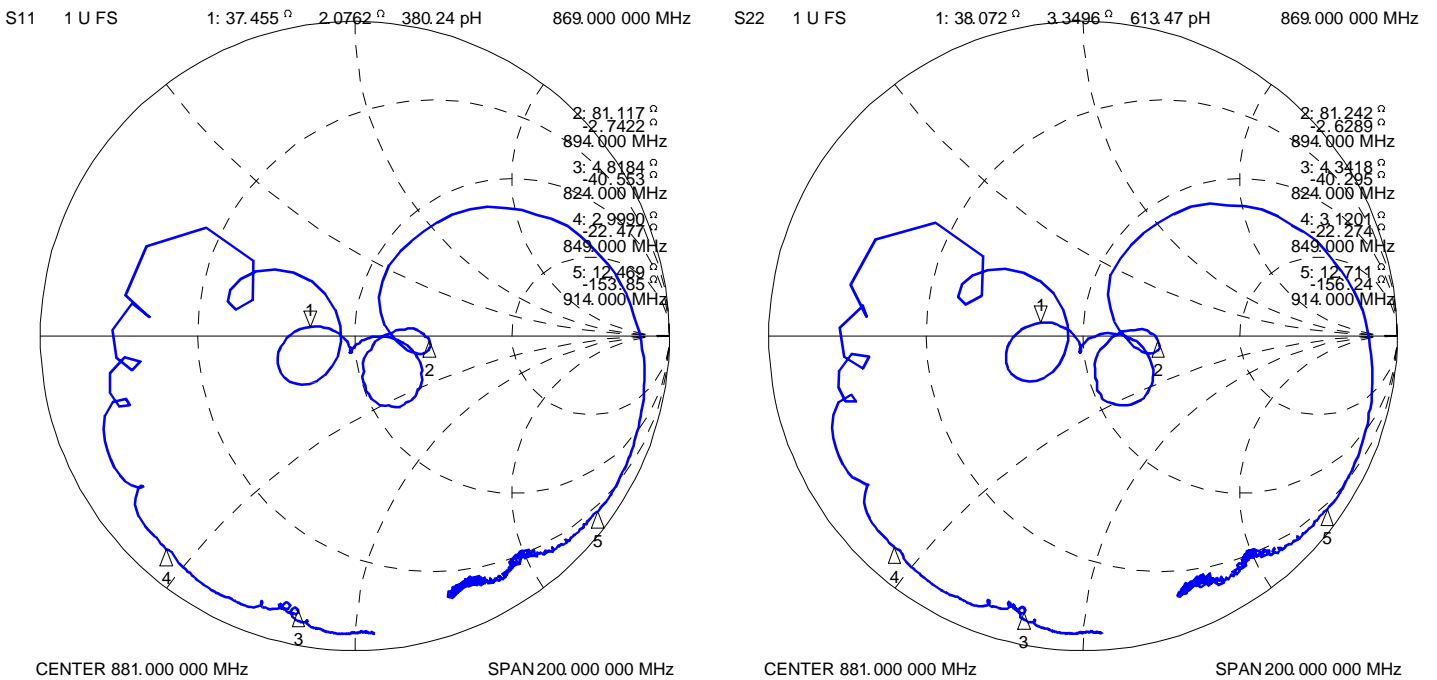 S11 1 U FS 1: 37.455 Ω 2.0762 Ω 380.24 pH 869.000 000 MHz
2: 81.117 Ω
-2.7422 Ω
894.000 MHz
3: 4.8184 Ω
-40.553 Ω
824.000 MHz
4: 2.9990 Ω
-22.477 Ω
849.000 MHz
5: 12.469 Ω
-153.85 Ω
914.000 MHz
1
2
3
4
5
CENTER 881.000 000 MHz SPAN 200.000 000 MHz
S22 1 U FS 1: 38.072 Ω 3.3496 Ω 613.47 pH 869.000 000 MHz
2: 81.242 Ω
-2.6289 Ω
894.000 MHz
3: 4.3418 Ω
-40.295 Ω
824.000 MHz
4: 3.1201 Ω
-22.274 Ω
849.000 MHz
5: 12.711 Ω
-156.24 Ω
914.000 MHz
1
2
3
4
5
CENTER 881.000 000 MHz SPAN 200.000 000 MHz